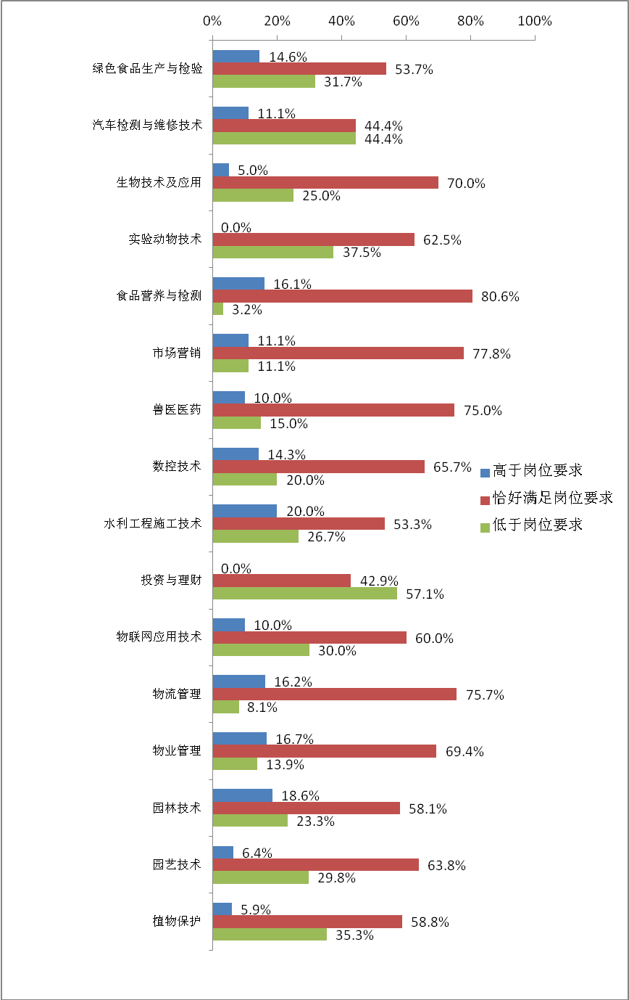 0% 20% 40% 60% 80% 100%
绿色食品生产与检验
14.6%
53.7%
31.7%
汽车检测与维修技术
11.1%
44.4%
44.4%
生物技术及应用
5.0%
70.0%
25.0%
实验动物技术
0.0%
62.5%
37.5%
食品营养与检测
16.1%
80.6%
3.2%
市场营销
11.1%
77.8%
11.1%
兽医医药
10.0%
75.0%
15.0%
数控技术
14.3%
65.7%
20.0%
水利工程施工技术
20.0%
53.3%
26.7%
投资与理财
0.0%
42.9%
57.1%
物联网应用技术
10.0%
60.0%
30.0%
物流管理
16.2%
75.7%
8.1%
物业管理
16.7%
69.4%
13.9%
园林技术
18.6%
58.1%
23.3%
园艺技术
6.4%
63.8%
29.8%
植物保护
5.9%
58.8%
35.3%
高于岗位要求
恰好满足岗位要求
低于岗位要求